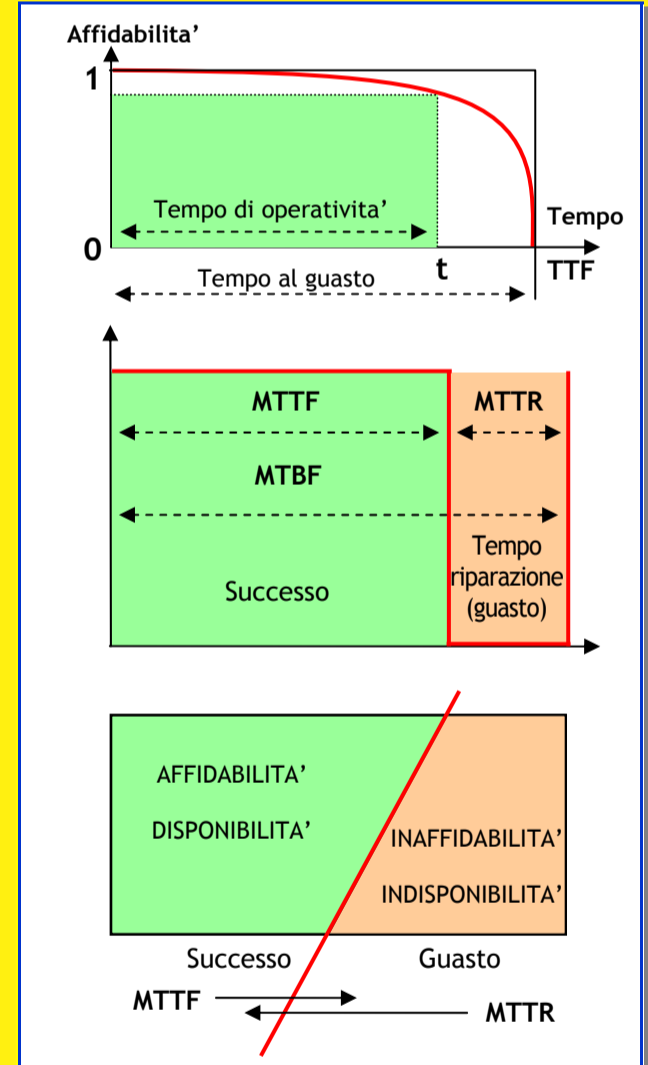 Affidabilita’
1
Tempo di operativita’
Tempo
0
t
TTF
Tempo al guasto
MTTF
MTTR
MTBF
Tempo
riparazione
(guasto)
Successo
AFFIDABILITA’
DISPONIBILITA’
INAFFIDABILITA’
INDISPONIBILITA’
Successo
Guasto
MTTF
MTTR